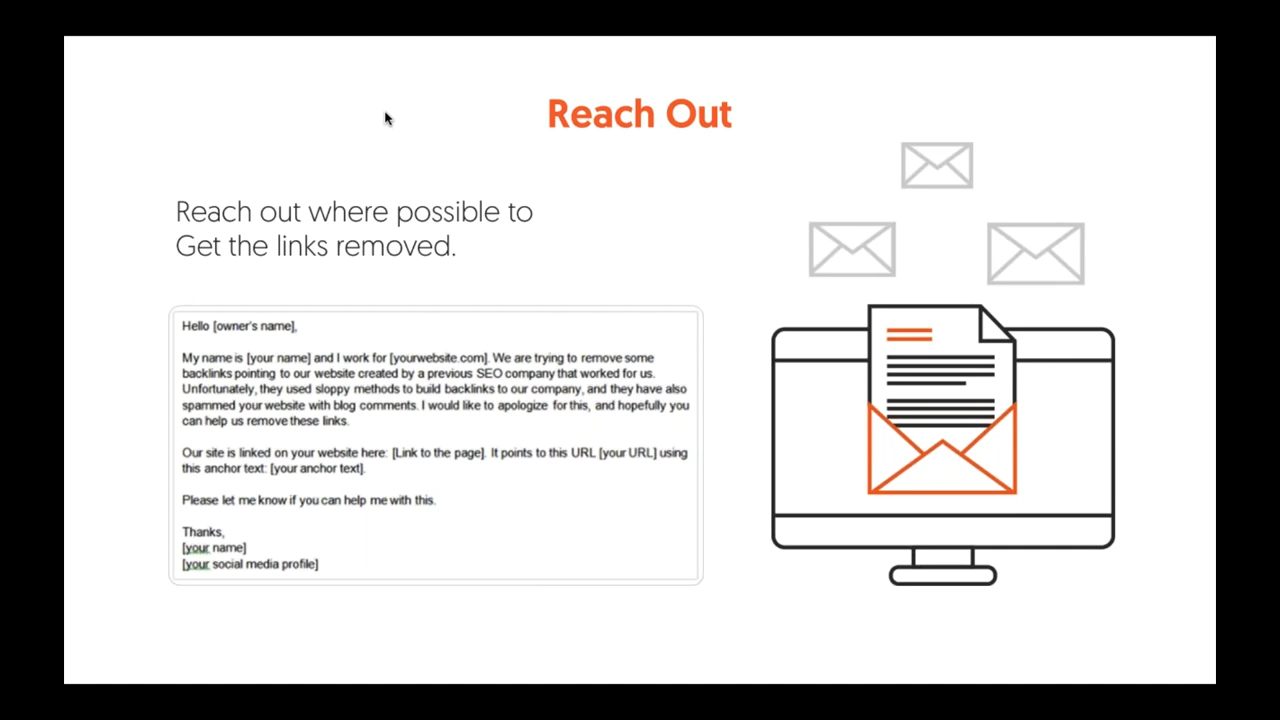 Reach Out
Reach out where possible to
Get the links removed.
Hello [owner's name],
My name is [your name] and I work for [yourwebsite.com]. We are trying to remove some
backlinks pointing to our website created by a previous SEO company that worked for us.
Unfortunately, they used sloppy methods to build backlinks to our company, and they have also
spammed your website with blog comments. I would like to apologize for this, and hopefully you
can help us remove these links.
Our site is linked on your website here: [Link to the page]. It points to this URL [your URL] using
this anchor text: [your anchor text].
Please let me know if you can help me with this.
Thanks,
[your name]
[your social media profile]